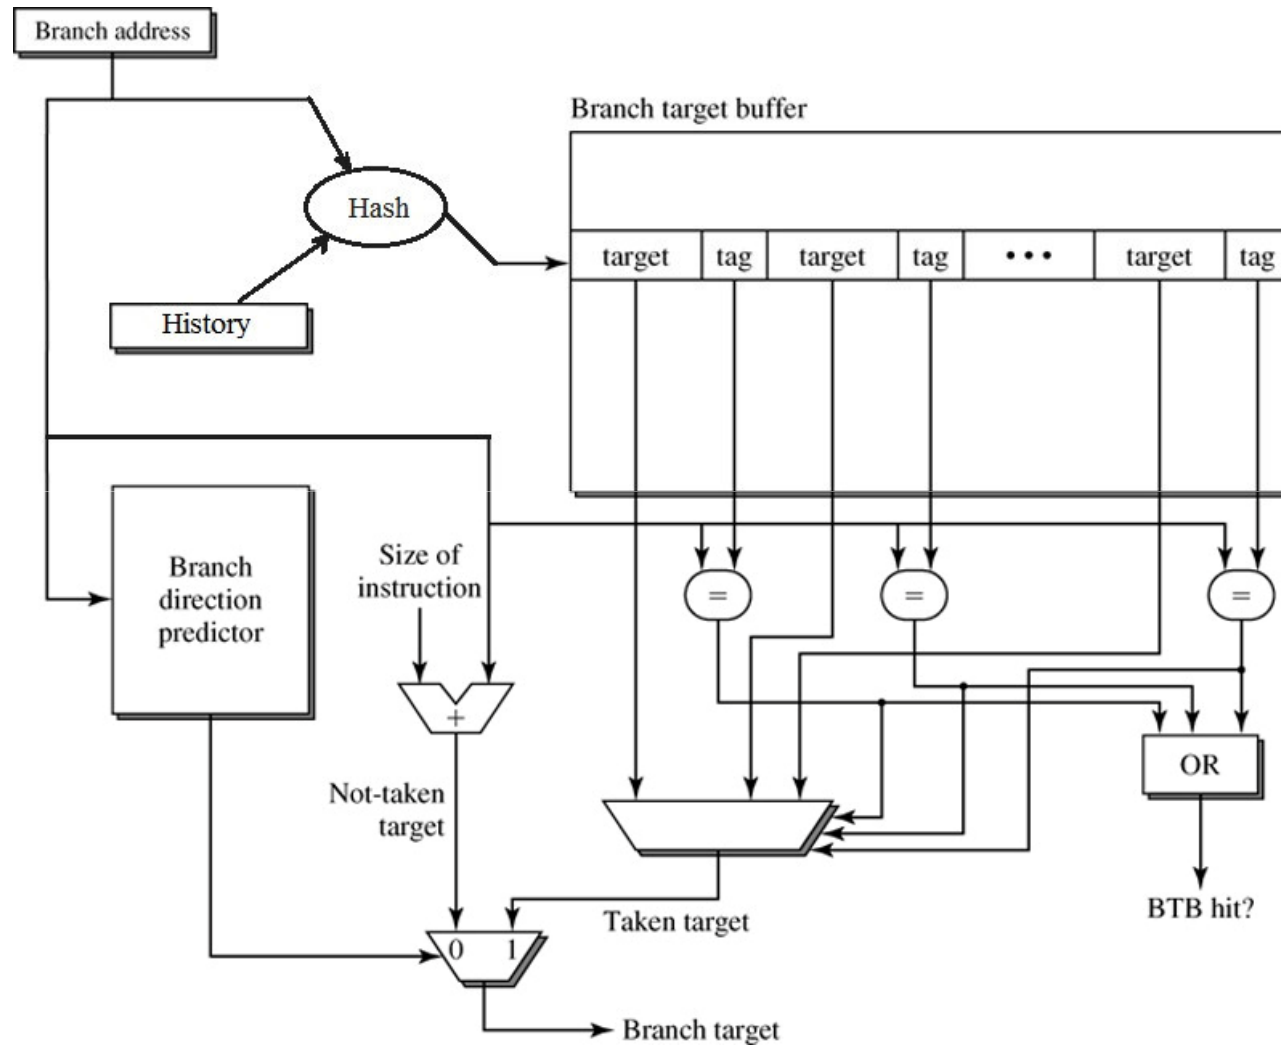 Branch address
Branch target buffer
Hash
target tag target tag ••• target tag
History
Branch
direction
predictor
Size of
instruction
= = =
+
OR
Not-taken
target
BTB hit?
Taken target
0 1
Branch target